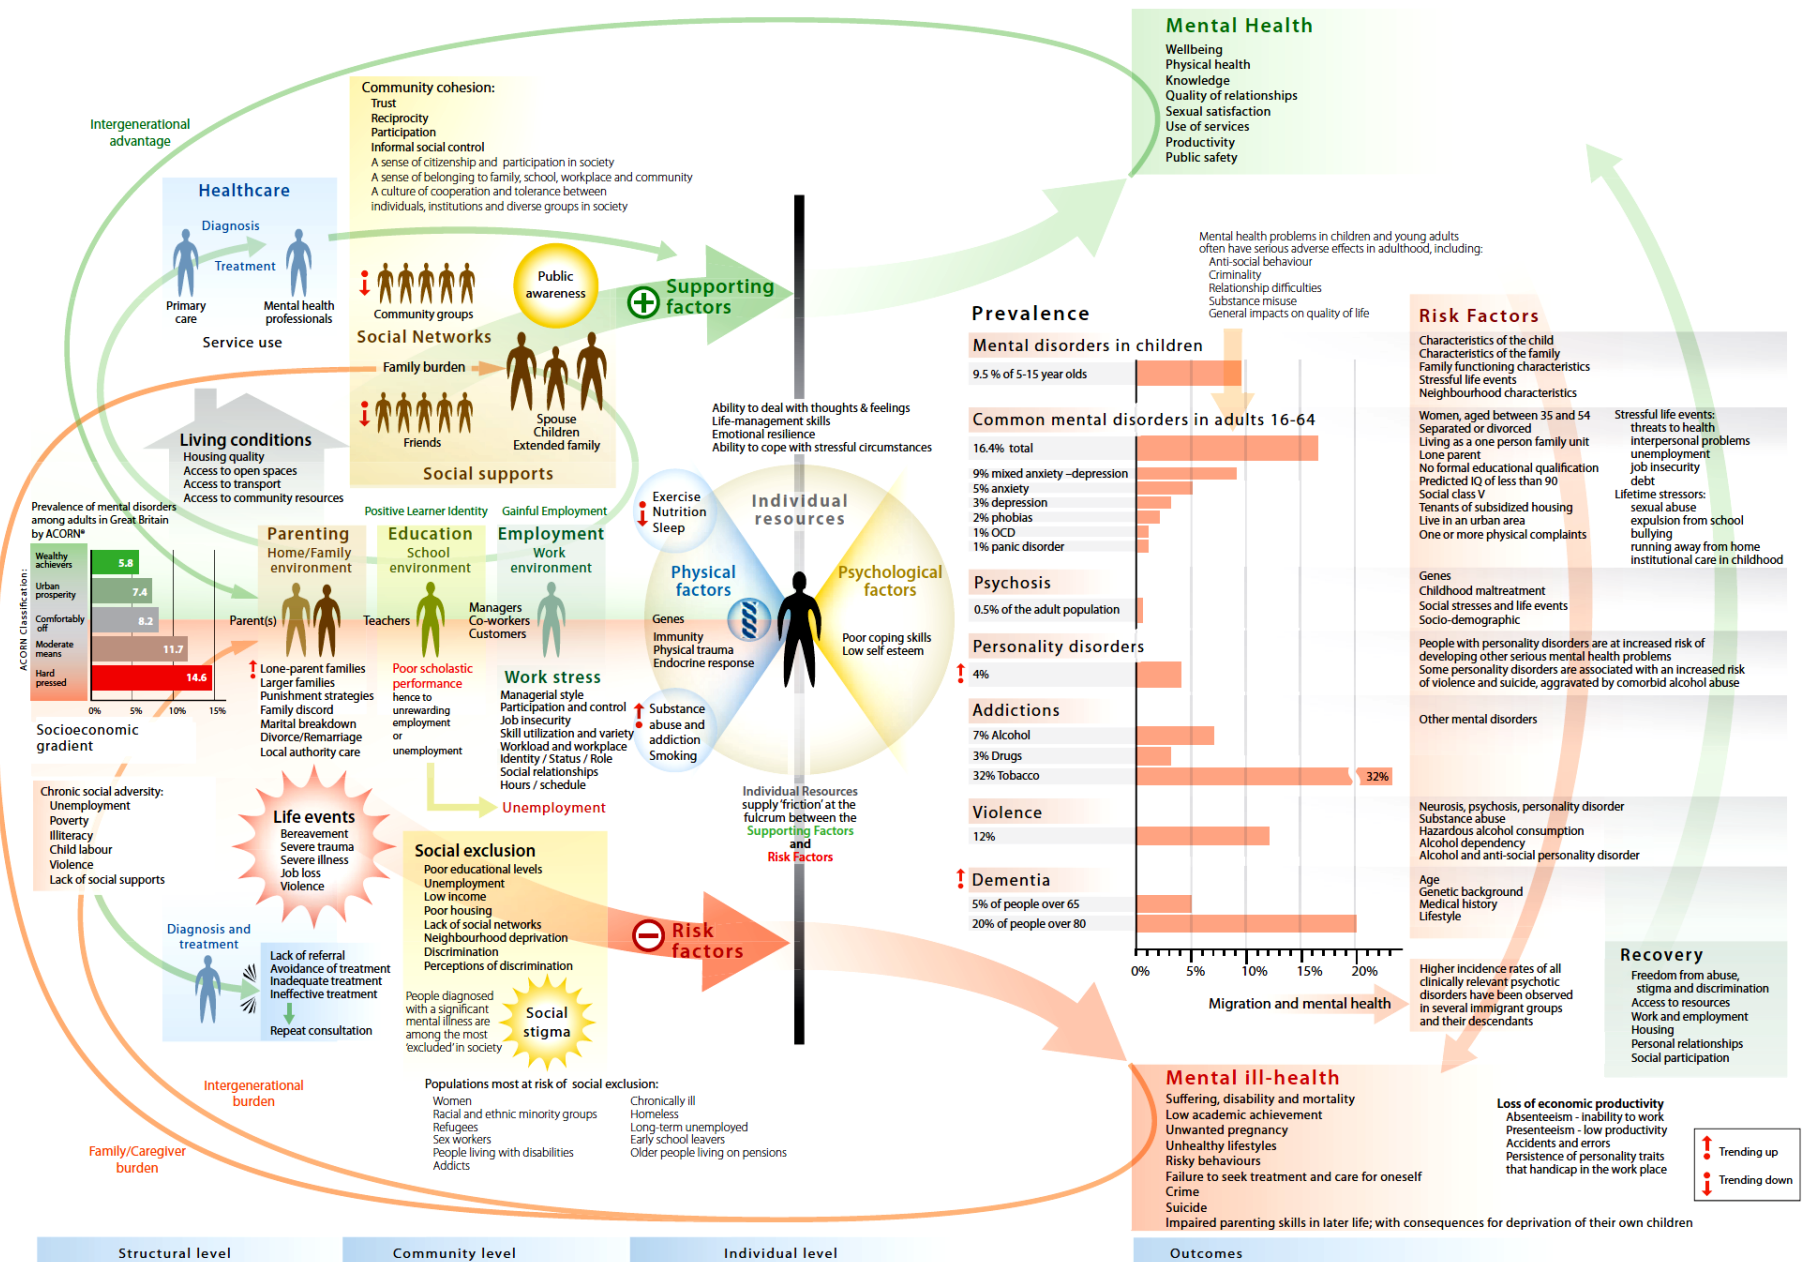 Mental Health
Wellbeing
Physical health
Knowledge
Quality of relationships
Sexual satisfaction
Use of services
Productivity
Public safety
Intergenerational
advantage
Community cohesion:
Trust
Reciprocity
Participation
Informal social control
A sense of citizenship and participation in society
A sense of belonging to family, school, workplace and community
A culture of cooperation and tolerance between
individuals, institutions and diverse groups in society
Healthcare
Diagnosis
Treatment
Primary
care
Mental health
professionals
Service use
Community groups
Public
awareness
Social Networks
Family burden
Friends
Spouse
Children
Extended family
Social supports
Supporting
factors
Living conditions
Housing quality
Access to open spaces
Access to transport
Access to community resources
Prevalence of mental disorders
among adults in Great Britain
by ACORN*
ACORN Classification:
Wealthy
achievers
5.8
Urban
prosperity
7.4
Comfortably
off
8.2
Moderate
means
11.7
Hard
pressed
14.6
0% 5% 10% 15%
Socioeconomic
gradient
Parenting
Home/Family
environment
Parent(s)
Lone-parent families
Larger families
Punishment strategies
Family discord
Marital breakdown
Divorce/Remarriage
Local authority care
Positive Learner Identity
Education
School
environment
Teachers
Poor scholastic
performance
hence to
unrewarding
employment
or
unemployment
Gainful Employment
Employment
Work
environment
Managers
Co-workers
Customers
Work stress
Managerial style
Participation and control
Job insecurity
Skill utilization and variety
Workload and workplace
Identity / Status / Role
Social relationships
Hours / schedule
Unemployment
Ability to deal with thoughts & feelings
Life-management skills
Emotional resilience
Ability to cope with stressful circumstances
Exercise
Nutrition
Sleep
Individual
resources
Physical
factors
Psychological
factors
Genes
Immunity
Physical trauma
Endocrine response
Poor coping skills
Low self esteem
Substance
abuse and
addiction
Smoking
Individual Resources
supply 'friction' at the
fulcrum between the
Supporting Factors
and
Risk Factors
Chronic social adversity:
Unemployment
Poverty
Illiteracy
Child labour
Violence
Lack of social supports
Life events
Bereavement
Severe trauma
Severe illness
Job loss
Violence
Social exclusion
Poor educational levels
Unemployment
Low income
Poor housing
Lack of social networks
Neighbourhood deprivation
Discrimination
Perceptions of discrimination
People diagnosed
with a significant
mental illness are
among the most
'excluded' in society
Social
stigma
Risk
factors
Diagnosis and
treatment
Lack of referral
Avoidance of treatment
Inadequate treatment
Ineffective treatment
Repeat consultation
Intergenerational
burden
Family/Caregiver
burden
Populations most at risk of social exclusion:
Women
Racial and ethnic minority groups
Refugees
Sex workers
People living with disabilities
Addicts
Chronically ill
Homeless
Long-term unemployed
Early school leavers
Older people living on pensions
Mental health problems in children and young adults
often have serious adverse effects in adulthood, including:
Anti-social behaviour
Criminality
Relationship difficulties
Substance misuse
General impacts on quality of life
Prevalence
Mental disorders in children
9.5 % of 5-15 year olds
Common mental disorders in adults 16-64
16.4% total
9% mixed anxiety –depression
5% anxiety
3% depression
2% phobias
1% OCD
1% panic disorder
Psychosis
0.5% of the adult population
Personality disorders
4%
Addictions
7% Alcohol
3% Drugs
32% Tobacco
32%
Violence
12%
Dementia
5% of people over 65
20% of people over 80
0% 5% 10% 15% 20%
Migration and mental health
Risk Factors
Characteristics of the child
Characteristics of the family
Family functioning characteristics
Stressful life events
Neighbourhood characteristics
Women, aged between 35 and 54
Separated or divorced
Living as a one person family unit
Lone parent
No formal educational qualification
Predicted IQ of less than 90
Social class V
Tenants of subsidized housing
Live in an urban area
One or more physical complaints
Stressful life events:
threats to health
interpersonal problems
unemployment
job insecurity
debt
Lifetime stressors:
sexual abuse
expulsion from school
bullying
running away from home
institutional care in childhood
Genes
Childhood maltreatment
Social stresses and life events
Socio-demographic
People with personality disorders are at increased risk of
developing other serious mental health problems
Some personality disorders are associated with an increased risk
of violence and suicide, aggravated by comorbid alcohol abuse
Other mental disorders
Neurosis, psychosis, personality disorder
Substance abuse
Hazardous alcohol consumption
Alcohol dependency
Alcohol and anti-social personality disorder
Age
Genetic background
Medical history
Lifestyle
Higher incidence rates of all
clinically relevant psychotic
disorders have been observed
in several immigrant groups
and their descendants
Recovery
Freedom from abuse,
stigma and discrimination
Access to resources
Work and employment
Housing
Personal relationships
Social participation
Mental ill-health
Suffering, disability and mortality
Low academic achievement
Unwanted pregnancy
Unhealthy lifestyles
Risky behaviours
Failure to seek treatment and care for oneself
Crime
Suicide
Impaired parenting skills in later life; with consequences for deprivation of their own children
Loss of economic productivity
Absenteeism - inability to work
Presenteeism - low productivity
Accidents and errors
Persistence of personality traits
that handicap in the work place
Trending up
Trending down
Structural level
Community level
Individual level
Outcomes